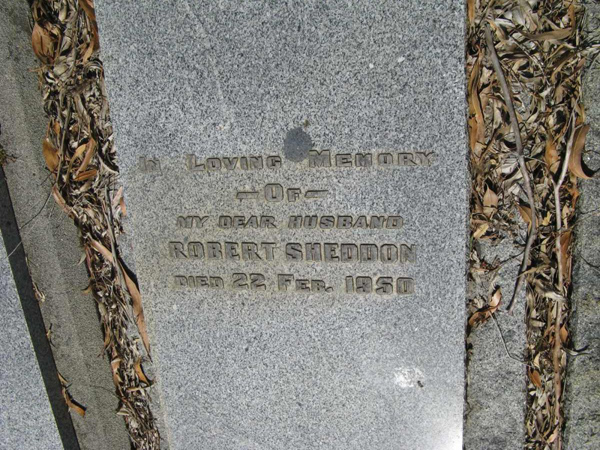 In Loving Memory
— Of —
MY DEAR HUSBAND
ROBERT SHEDDON
DIED 22 FEB. 1950